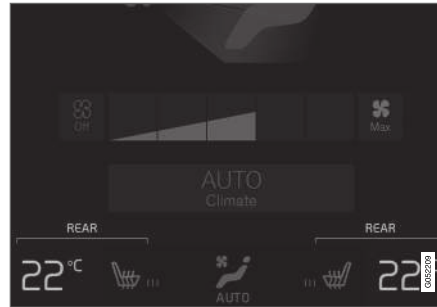 Off
Max
AUTO
Climate
REAR REAR
22°C 22
AUTO
G052209